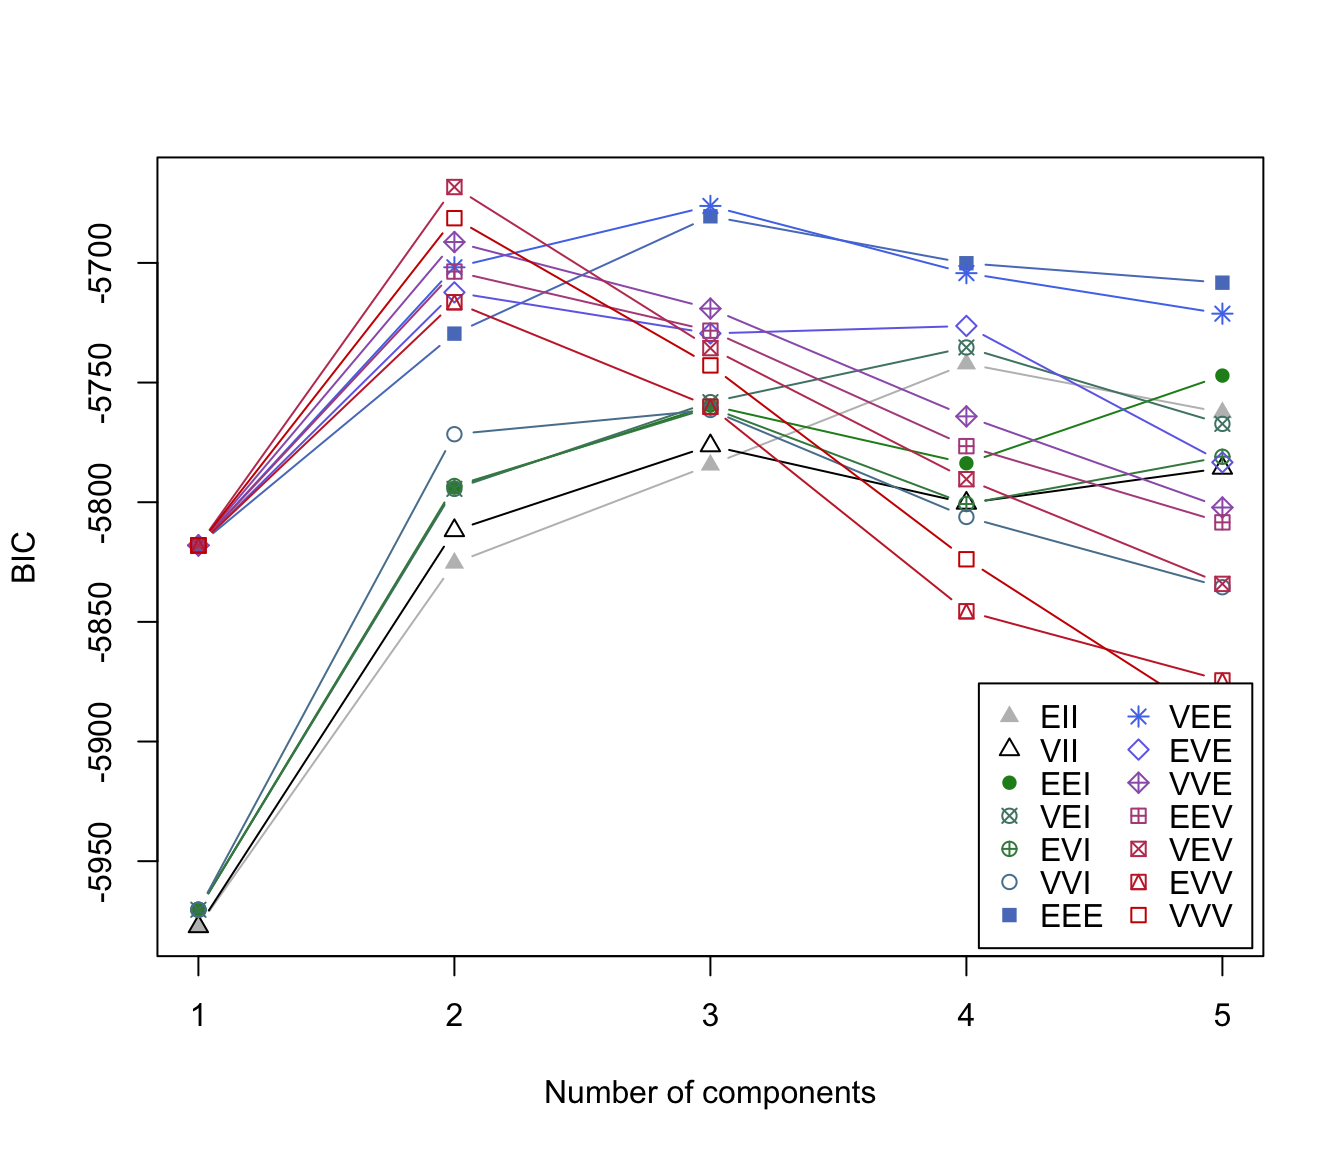 BIC
-5700
-5750
-5800
-5850
-5900
-5950
1 2 3 4 5
Number of components
EII VEE
VII EVE
EEI VVE
VEI EEV
EVI VEV
VVI EVV
EEE VVV